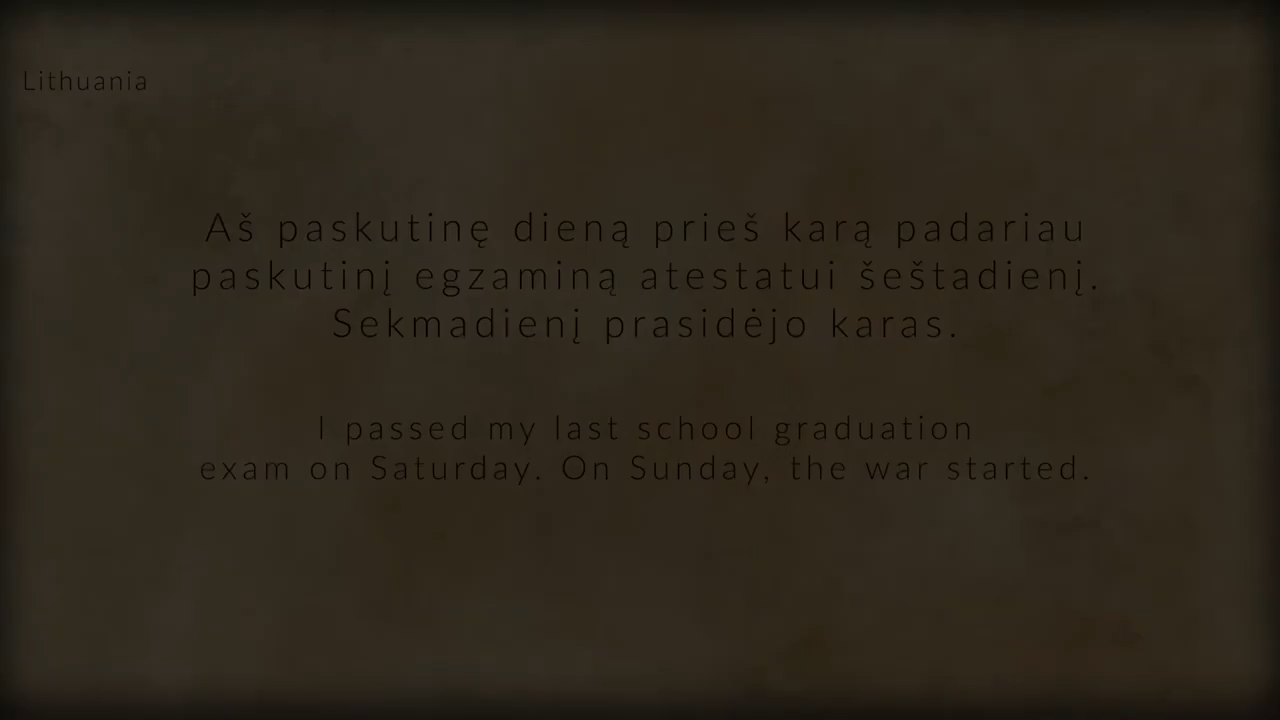 Lithuania
Aš paskutinę dieną prieš karą padariau
paskutinį egzaminą atestatui šeštadienį.
Sekmadienį prasidėjo karas.
I passed my last school graduation
exam on Saturday. On Sunday, the war started.